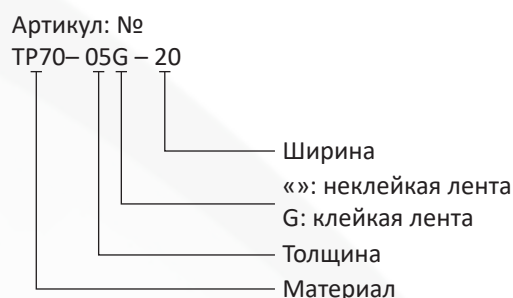 Артикул: №
TP70– 05G – 20
Ширина
«»: неклейкая лента
G: клейкая лента
Толщина
Материал